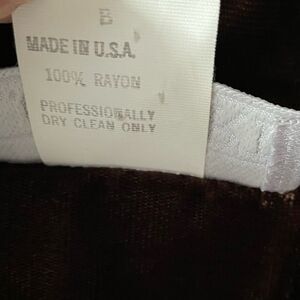 B
MADE IN U.S.A.
100% RAYON
PROFESSIONALLY
DRY CLEAN ONLY